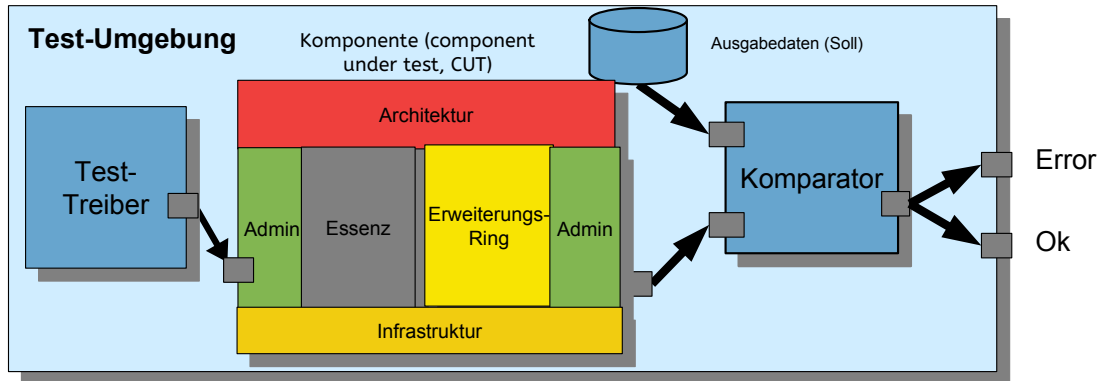 Test-Umgebung
Komponente (component
under test, CUT)
Ausgabedaten (Soll)
Architektur
Test-
Treiber
Admin
Essenz
Erweiterungs-
Ring
Admin
Infrastruktur
Komparator
Error
Ok